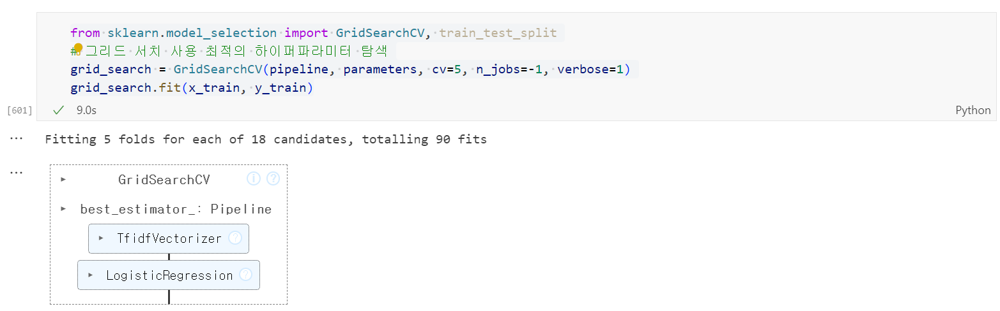 from sklearn.model_selection import GridSearchCV, train_test_split
# 그리드 서치 사용 최적의 하이퍼파라미터 탐색
grid_search = GridSearchCV(pipeline, parameters, cv=5, n_jobs=-1, verbose=1)
grid_search.fit(x_train, y_train)
[601] ✓ 9.0s Python
... Fitting 5 folds for each of 18 candidates, totalling 90 fits
...
▸ GridSearchCV i ?
▸ best_estimator_: Pipeline
▸ TfidfVectorizer ?
▸ LogisticRegression ?